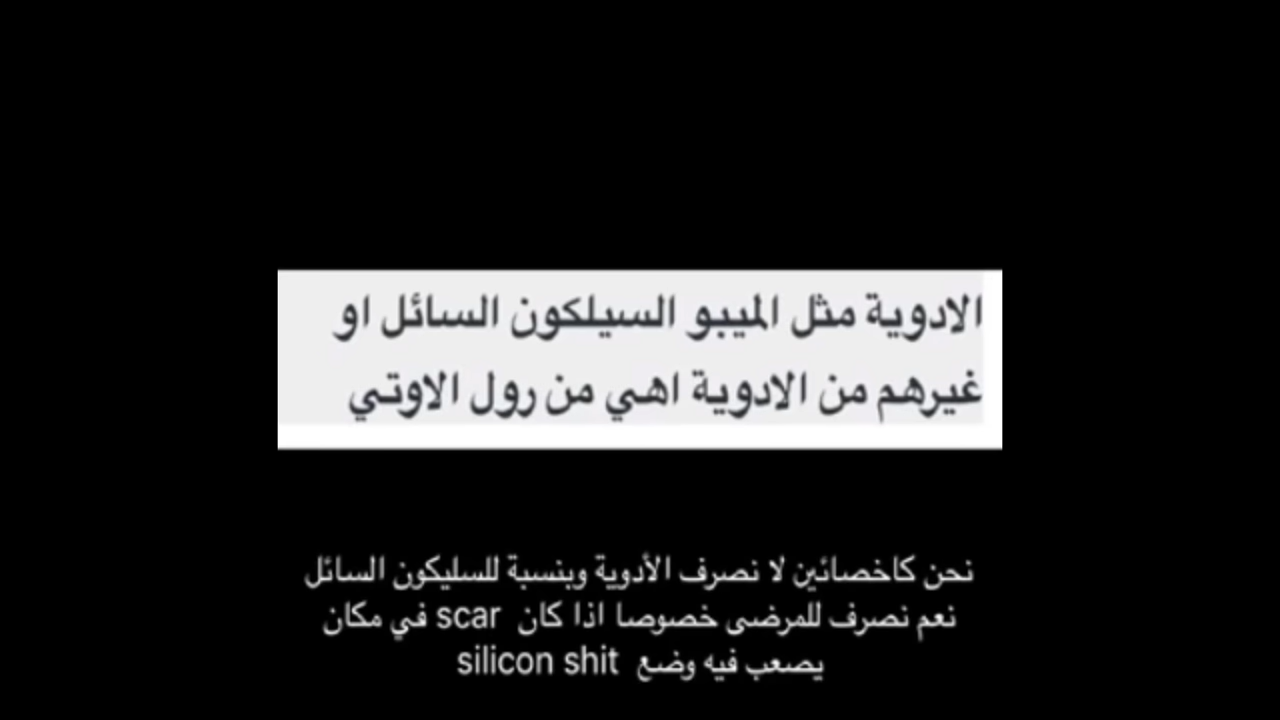 الادوية مثل الميبو السيلكون السائل او
غيرهم من الادوية اهي من رول الاوتي
نحن كاخصائين لا نصرف الأدوية وبنسبة للسليكون السائل
نعم نصرف للمرضى خصوصا اذا كان scar في مكان
يصعب فيه وضع silicon shit